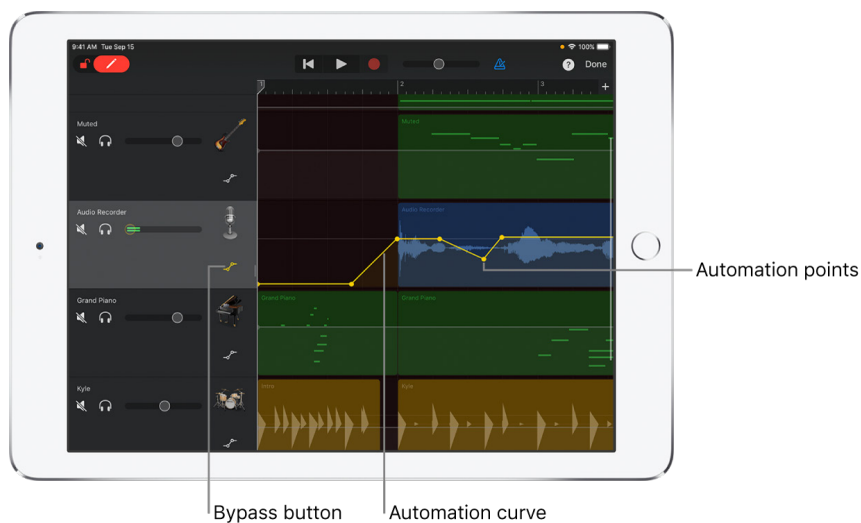 9:41 AM Tue Sep 15
100%
? Done
1 2 3 +
Muted
Muted
Audio Recorder
Audio Recorder
Automation points
Grand Piano
Grand Piano
Grand Piano
Kyle
Intro
Kyle
Bypass button
Automation curve